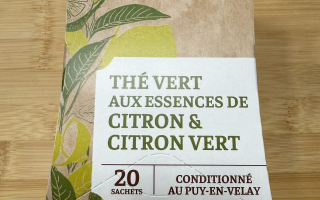 THÉ VERT
AUX ESSENCES DE
CITRON &
CITRON VERT
20
SACHETS
CONDITIONNÉ
AU PUY-EN-VELAY